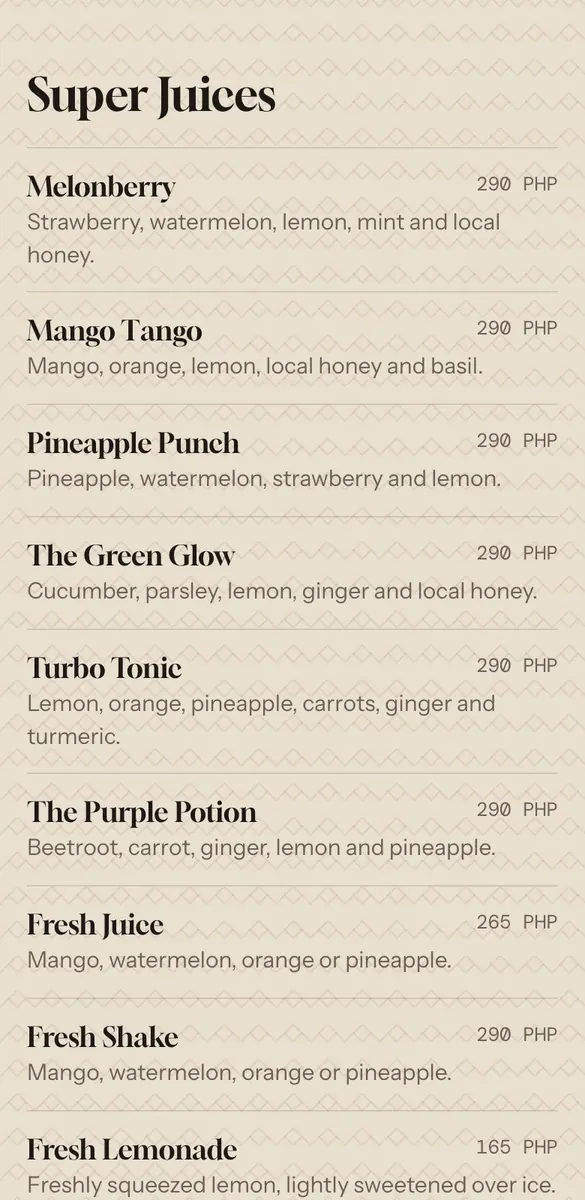 Super Juices
Melonberry 290 PHP
Strawberry, watermelon, lemon, mint and local
honey.
Mango Tango 290 PHP
Mango, orange, lemon, local honey and basil.
Pineapple Punch 290 PHP
Pineapple, watermelon, strawberry and lemon.
The Green Glow 290 PHP
Cucumber, parsley, lemon, ginger and local honey.
Turbo Tonic 290 PHP
Lemon, orange, pineapple, carrots, ginger and
turmeric.
The Purple Potion 290 PHP
Beetroot, carrot, ginger, lemon and pineapple.
Fresh Juice 265 PHP
Mango, watermelon, orange or pineapple.
Fresh Shake 290 PHP
Mango, watermelon, orange or pineapple.
Fresh Lemonade 165 PHP
Freshly squeezed lemon, lightly sweetened over ice.